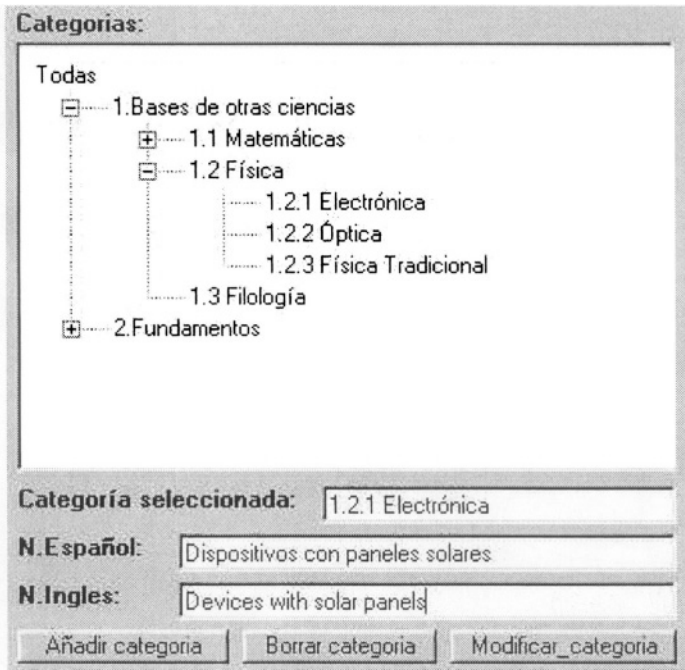 Categorias:
Todas
1.Bases de otras ciencias
1.1 Matemáticas
1.2 Física
1.2.1 Electrónica
1.2.2 Óptica
1.2.3 Física Tradicional
1.3 Filología
2.Fundamentos
Categoría seleccionada: 1.2.1 Electrónica
N.Español: Dispositivos con paneles solares
N.Ingles: Devices with solar panels
Añadir categoria Borrar categoria Modificar_categoria